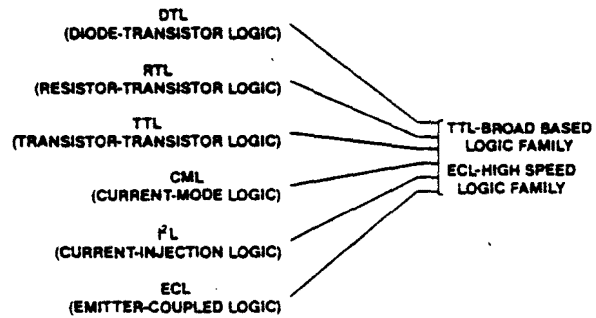 DTL
(DIODE-TRANSISTOR LOGIC)
RTL
(RESISTOR-TRANSISTOR LOGIC)
TTL
(TRANSISTOR-TRANSISTOR LOGIC)
CML
(CURRENT-MODE LOGIC)
I²L
(CURRENT-INJECTION LOGIC)
ECL
(EMITTER-COUPLED LOGIC)
TTL-BROAD BASED
LOGIC FAMILY
ECL-HIGH SPEED
LOGIC FAMILY